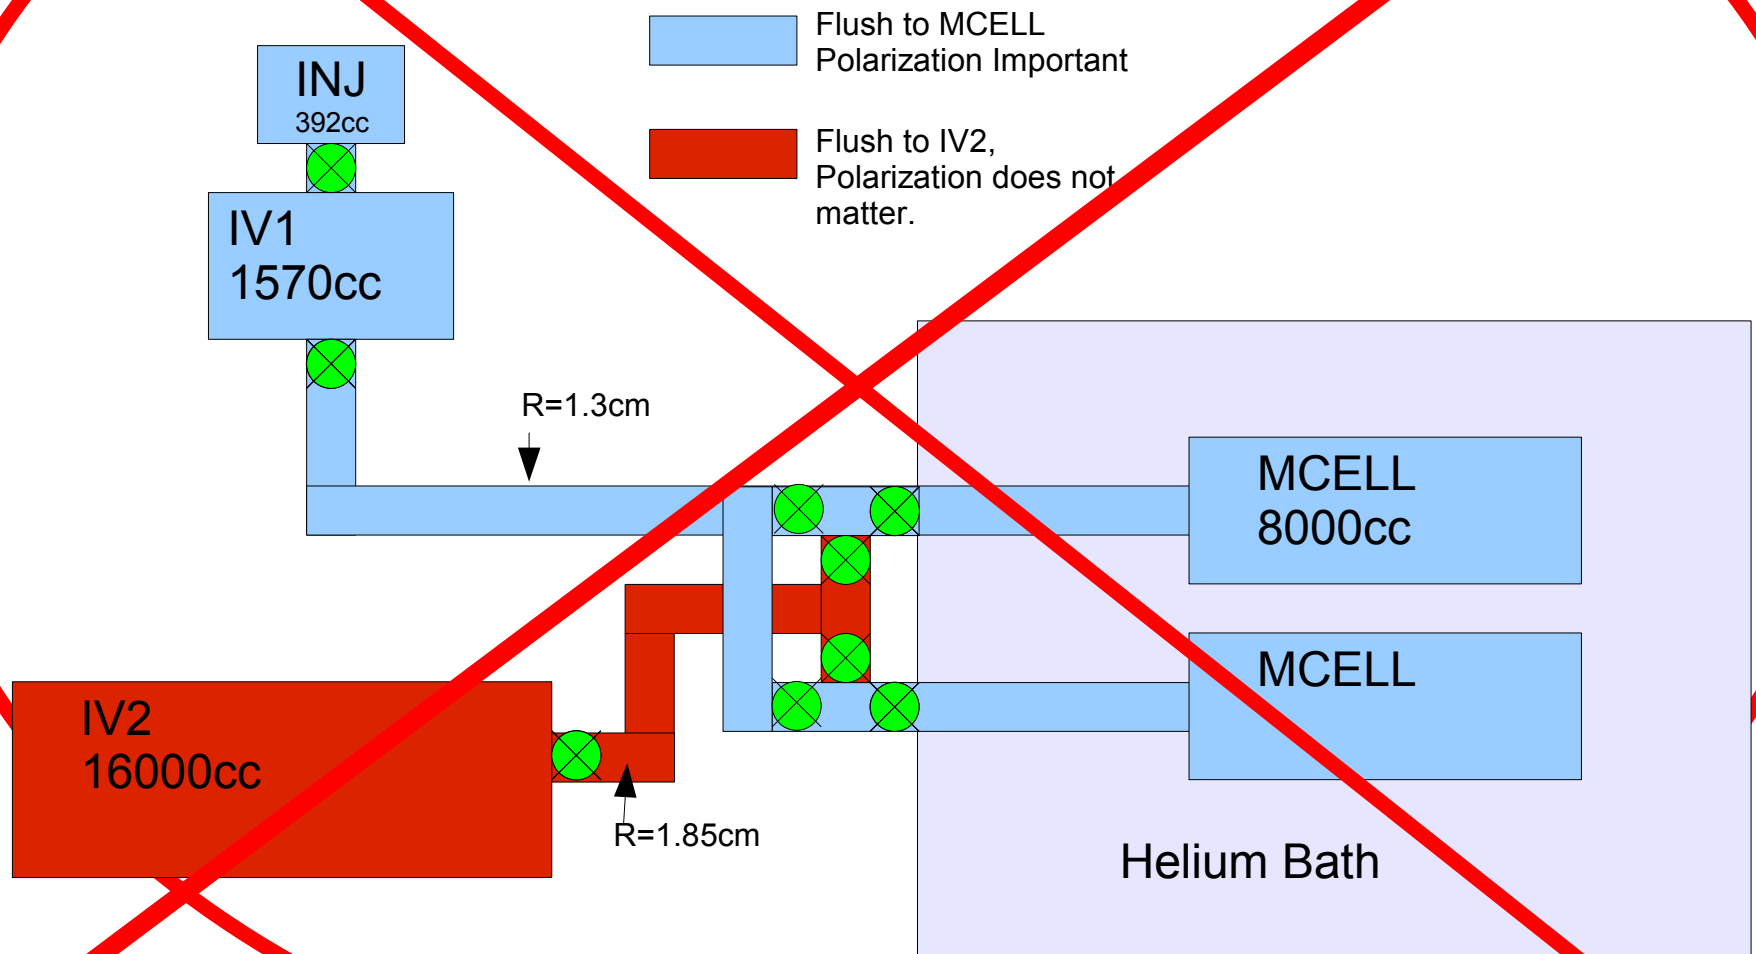 Flush to MCELL
Polarization Important
INJ
392cc
Flush to IV2,
Polarization does not
matter.
IV1
1570cc
R=1.3cm
MCELL
8000cc
MCELL
IV2
16000cc
R=1.85cm
Helium Bath